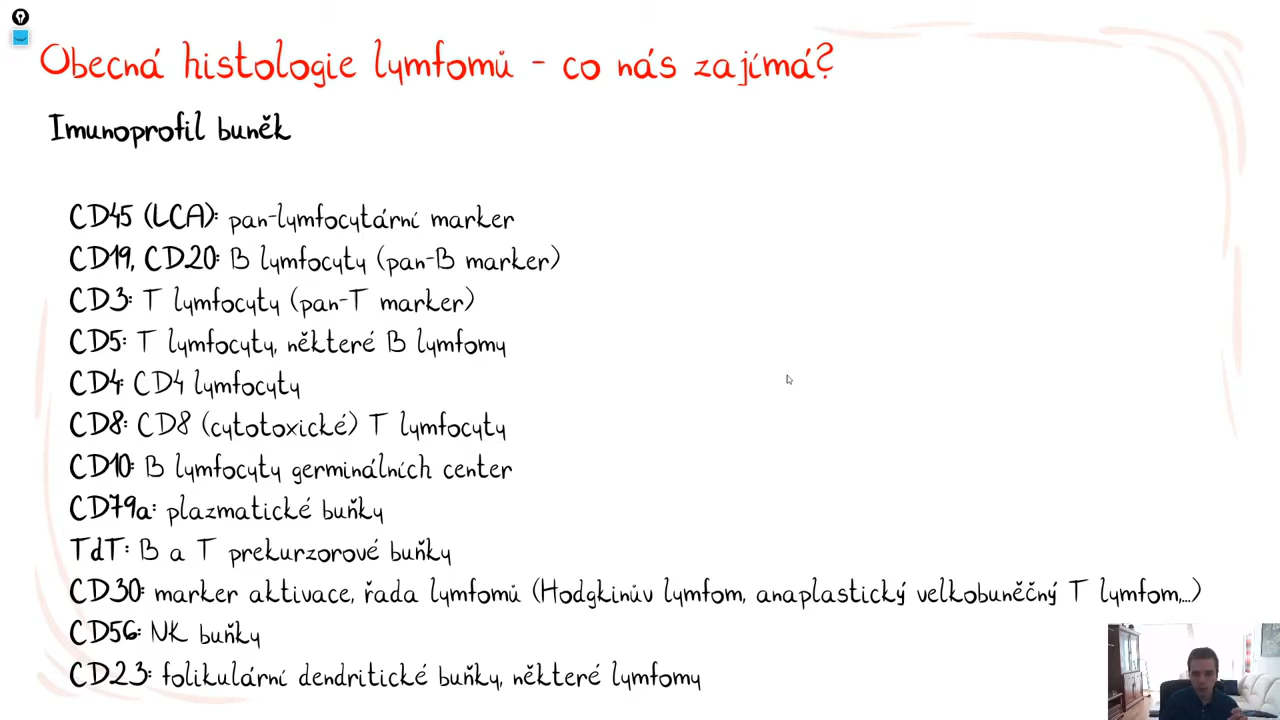 Obecná histologie lymfomů - co nás zajímá?
Imunoprofil buněk
CD45 (LCA): pan-lymfocytární marker
CD19, CD20: B lymfocyty (pan-B marker)
CD3: T lymfocyty (pan-T marker)
CD5: T lymfocyty, některé B lymfomy
CD4: CD4 lymfocyty
CD8: CD8 (cytotoxické) T lymfocyty
CD10: B lymfocyty germinálních center
CD79a: plazmatické buňky
TdT: B a T prekurzorové buňky
CD30: marker aktivace, řada lymfomů (Hodgkinův lymfom, anaplastický velkobuněčný T lymfom,...)
CD56: NK buňky
CD23: folikulární dendritické buňky, některé lymfomy